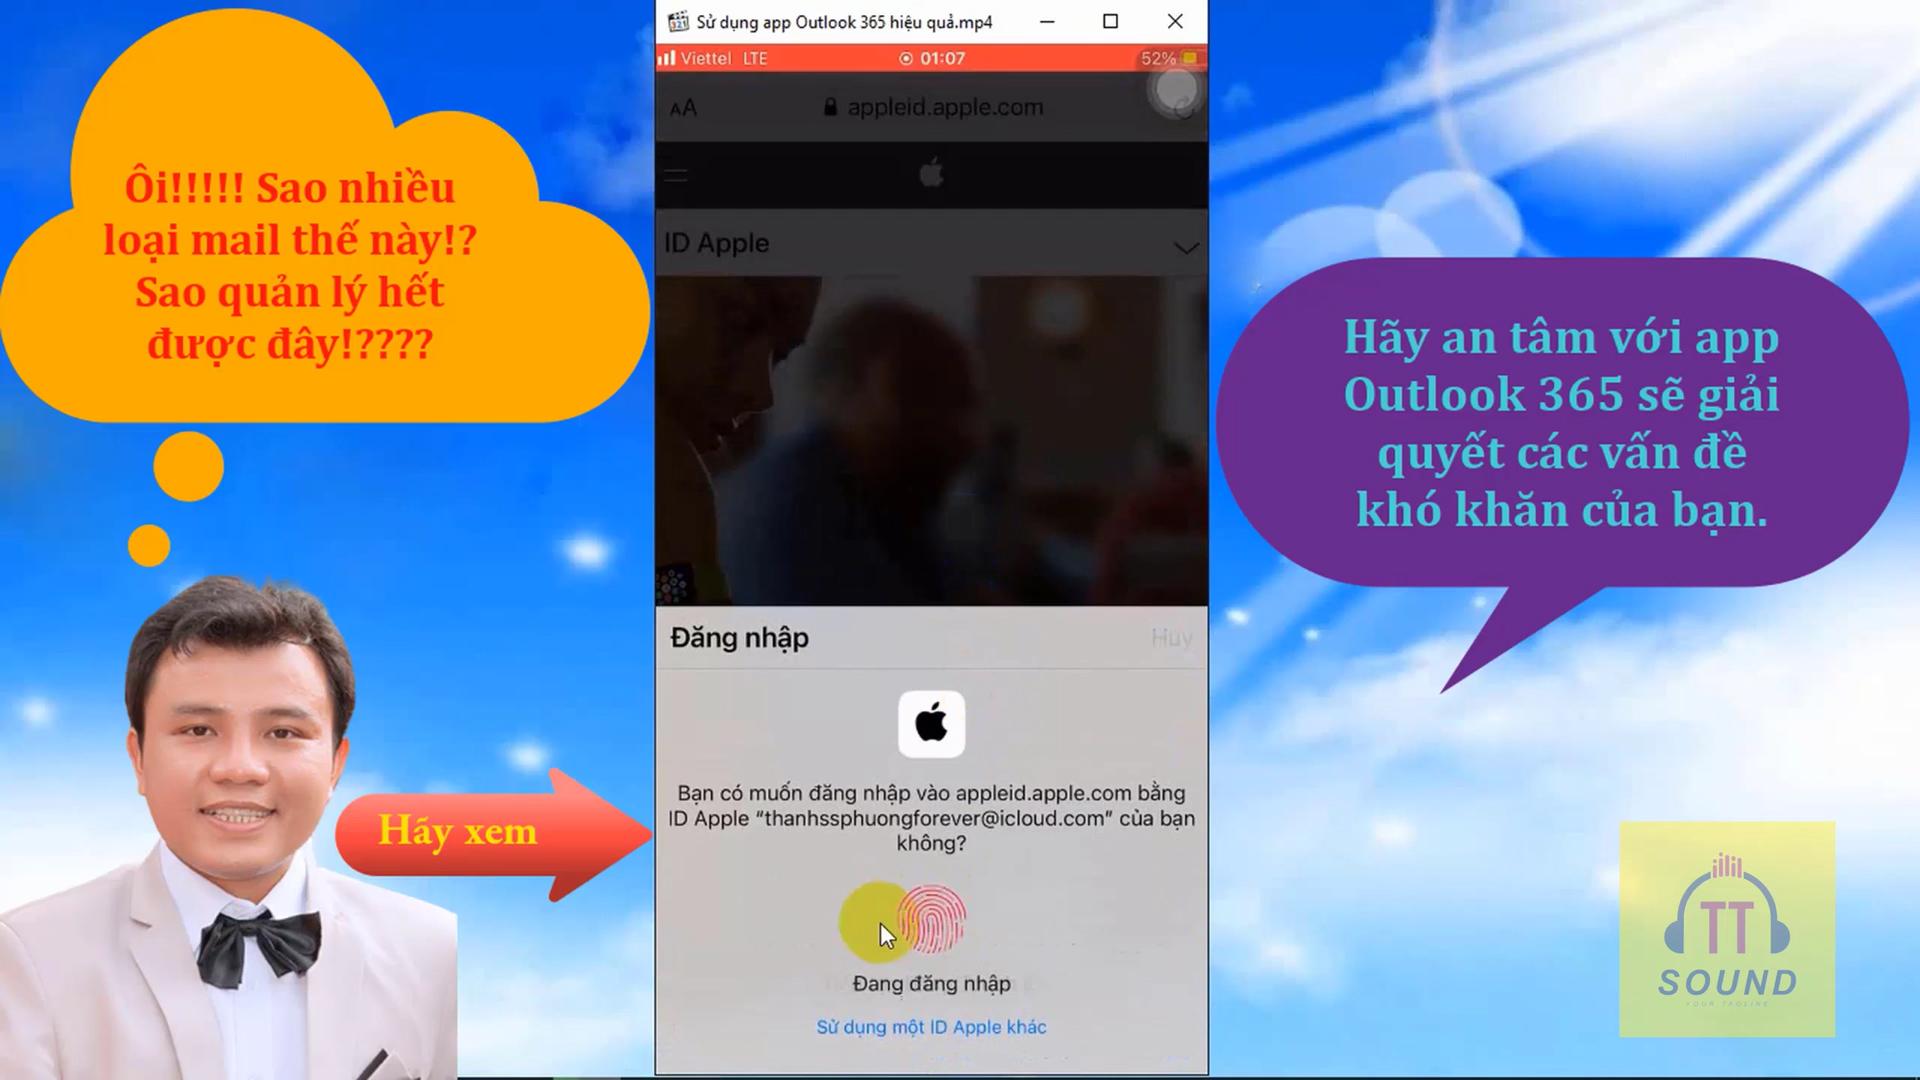 Sử dụng app Outlook 365 hiệu quả.mp4
Viettel LTE
01:07
52%
AA
appleid.apple.com
ID Apple
Ôi!!!!! Sao nhiều
loại mail thế này!?
Sao quản lý hết
được đây!????
Hãy an tâm với app
Outlook 365 sẽ giải
quyết các vấn đề
khó khăn của bạn.
Hãy xem
Đăng nhập
Hủy
Bạn có muốn đăng nhập vào appleid.apple.com bằng
ID Apple “thanhssphuongforever@icloud.com” của bạn
không?
Đang đăng nhập
Sử dụng một ID Apple khác
TT
SOUND
YOUR TAGLINE